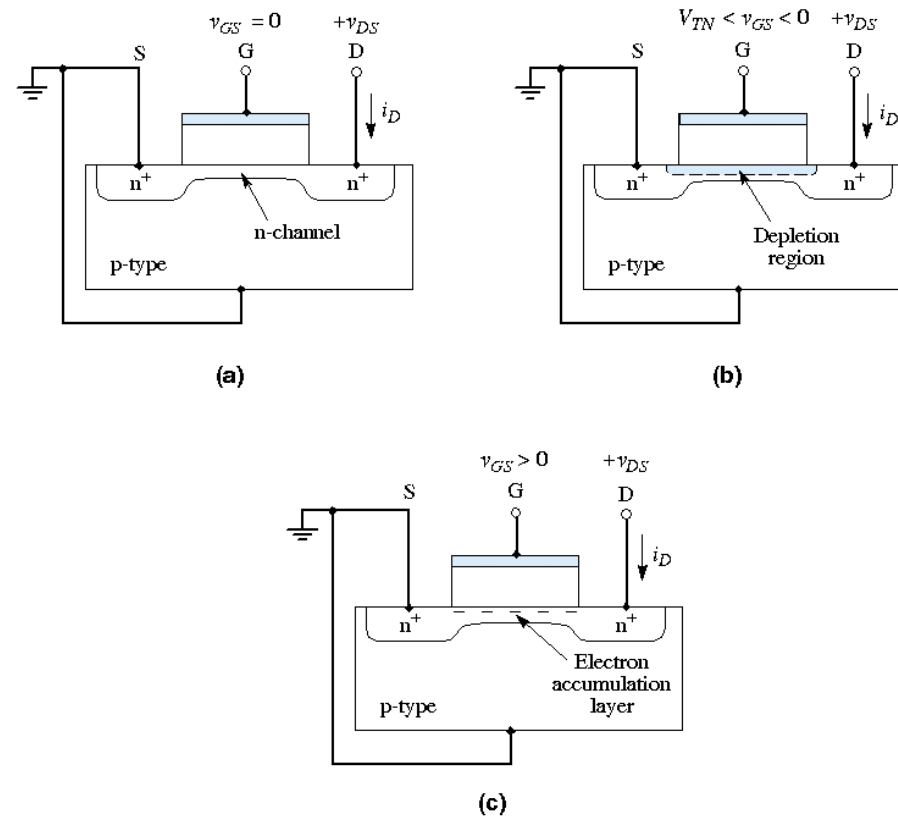 v_GS = 0 +v_DS
S G D
i_D
n+ n+
n-channel
p-type
(a)
V_TN < v_GS < 0 +v_DS
S G D
i_D
n+ n+
Depletion
region
p-type
(b)
v_GS > 0 +v_DS
S G D
i_D
n+ n+
Electron
accumulation
layer
p-type
(c)